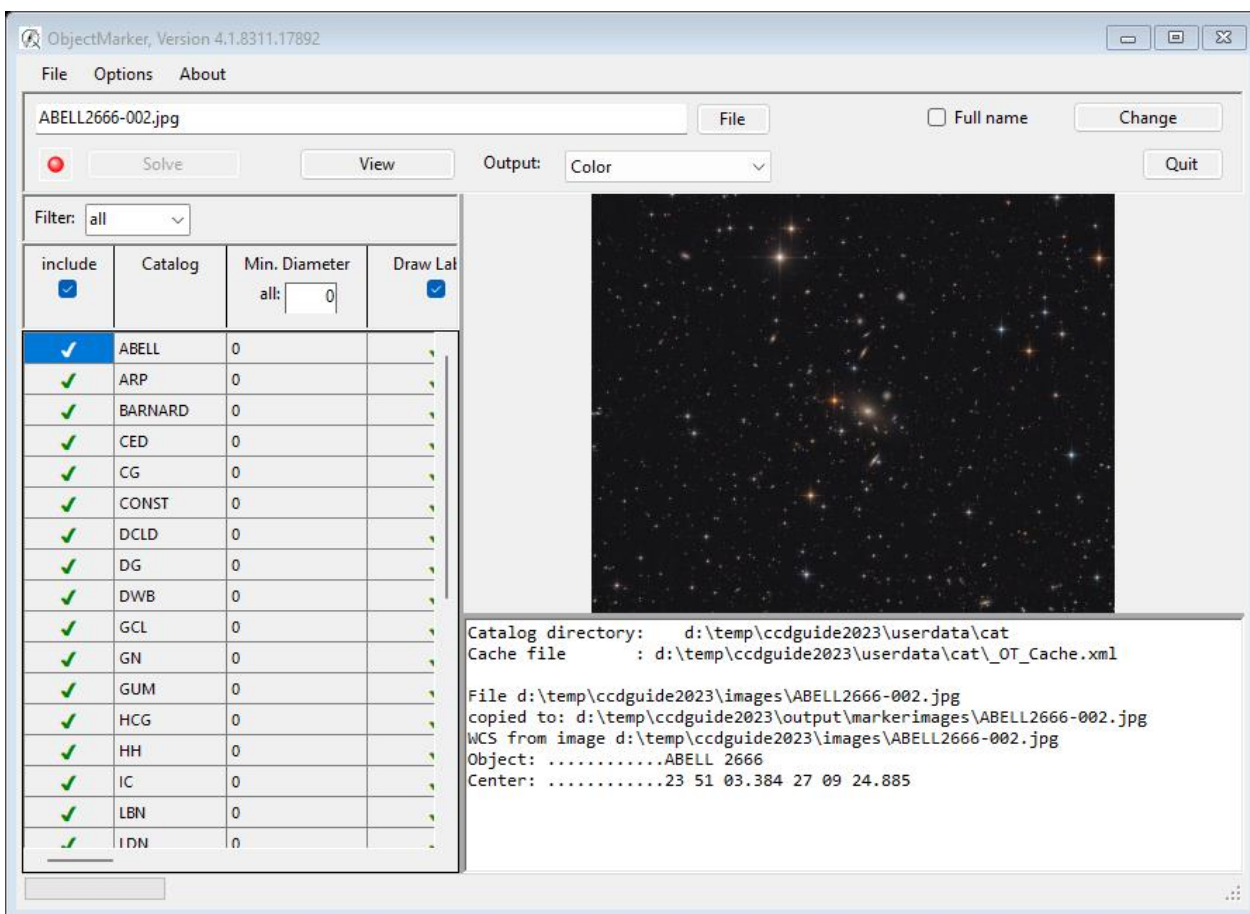 ObjectMarker, Version 4.1.8311.17892
File Options About
ABELL2666-002.jpg File Full name Change
Solve View Output: Color Quit
Filter: all
include Catalog Min. Diameter Draw Lab
all: 0
ABELL 0
ARP 0
BARNARD 0
CED 0
CG 0
CONST 0
DCLD 0
DG 0
DWB 0
GCL 0
GN 0
GUM 0
HCG 0
HH 0
IC 0
LBN 0
LDN 0
Catalog directory: d:\temp\ccdguide2023\userdata\cat
Cache file : d:\temp\ccdguide2023\userdata\cat\_OT_Cache.xml
File d:\temp\ccdguide2023\images\ABELL2666-002.jpg
copied to: d:\temp\ccdguide2023\output\markerimages\ABELL2666-002.jpg
WCS from image d:\temp\ccdguide2023\images\ABELL2666-002.jpg
Object: ............ABELL 2666
Center: ............23 51 03.384 27 09 24.885